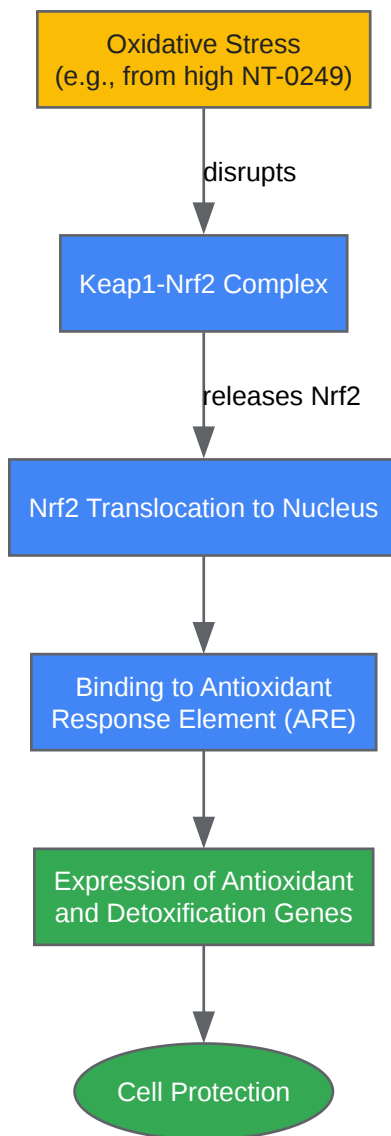 Oxidative Stress
(e.g., from high NT-0249)
disrupts
Keap1-Nrf2 Complex
releases Nrf2
Nrf2 Translocation to Nucleus
Binding to Antioxidant
Response Element (ARE)
Expression of Antioxidant
and Detoxification Genes
Cell Protection